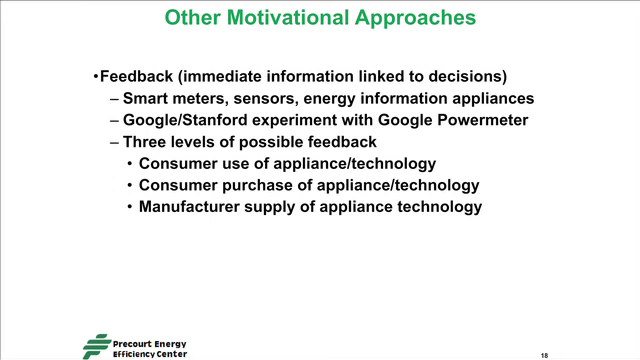 Other Motivational Approaches
•Feedback (immediate information linked to decisions)
– Smart meters, sensors, energy information appliances
– Google/Stanford experiment with Google Powermeter
– Three levels of possible feedback
• Consumer use of appliance/technology
• Consumer purchase of appliance/technology
• Manufacturer supply of appliance technology
Precourt Energy
Efficiency Center
18